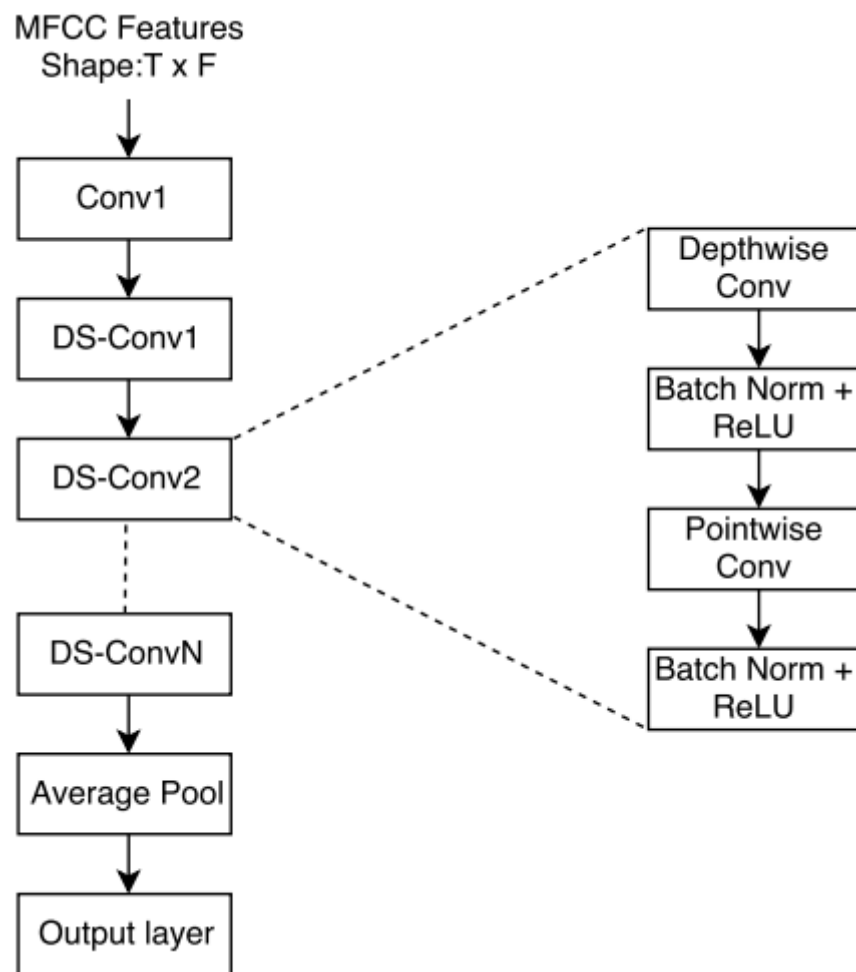 MFCC Features
Shape:T x F
Conv1
DS-Conv1
DS-Conv2
DS-ConvN
Average Pool
Output layer
Depthwise
Conv
Batch Norm +
ReLU
Pointwise
Conv
Batch Norm +
ReLU